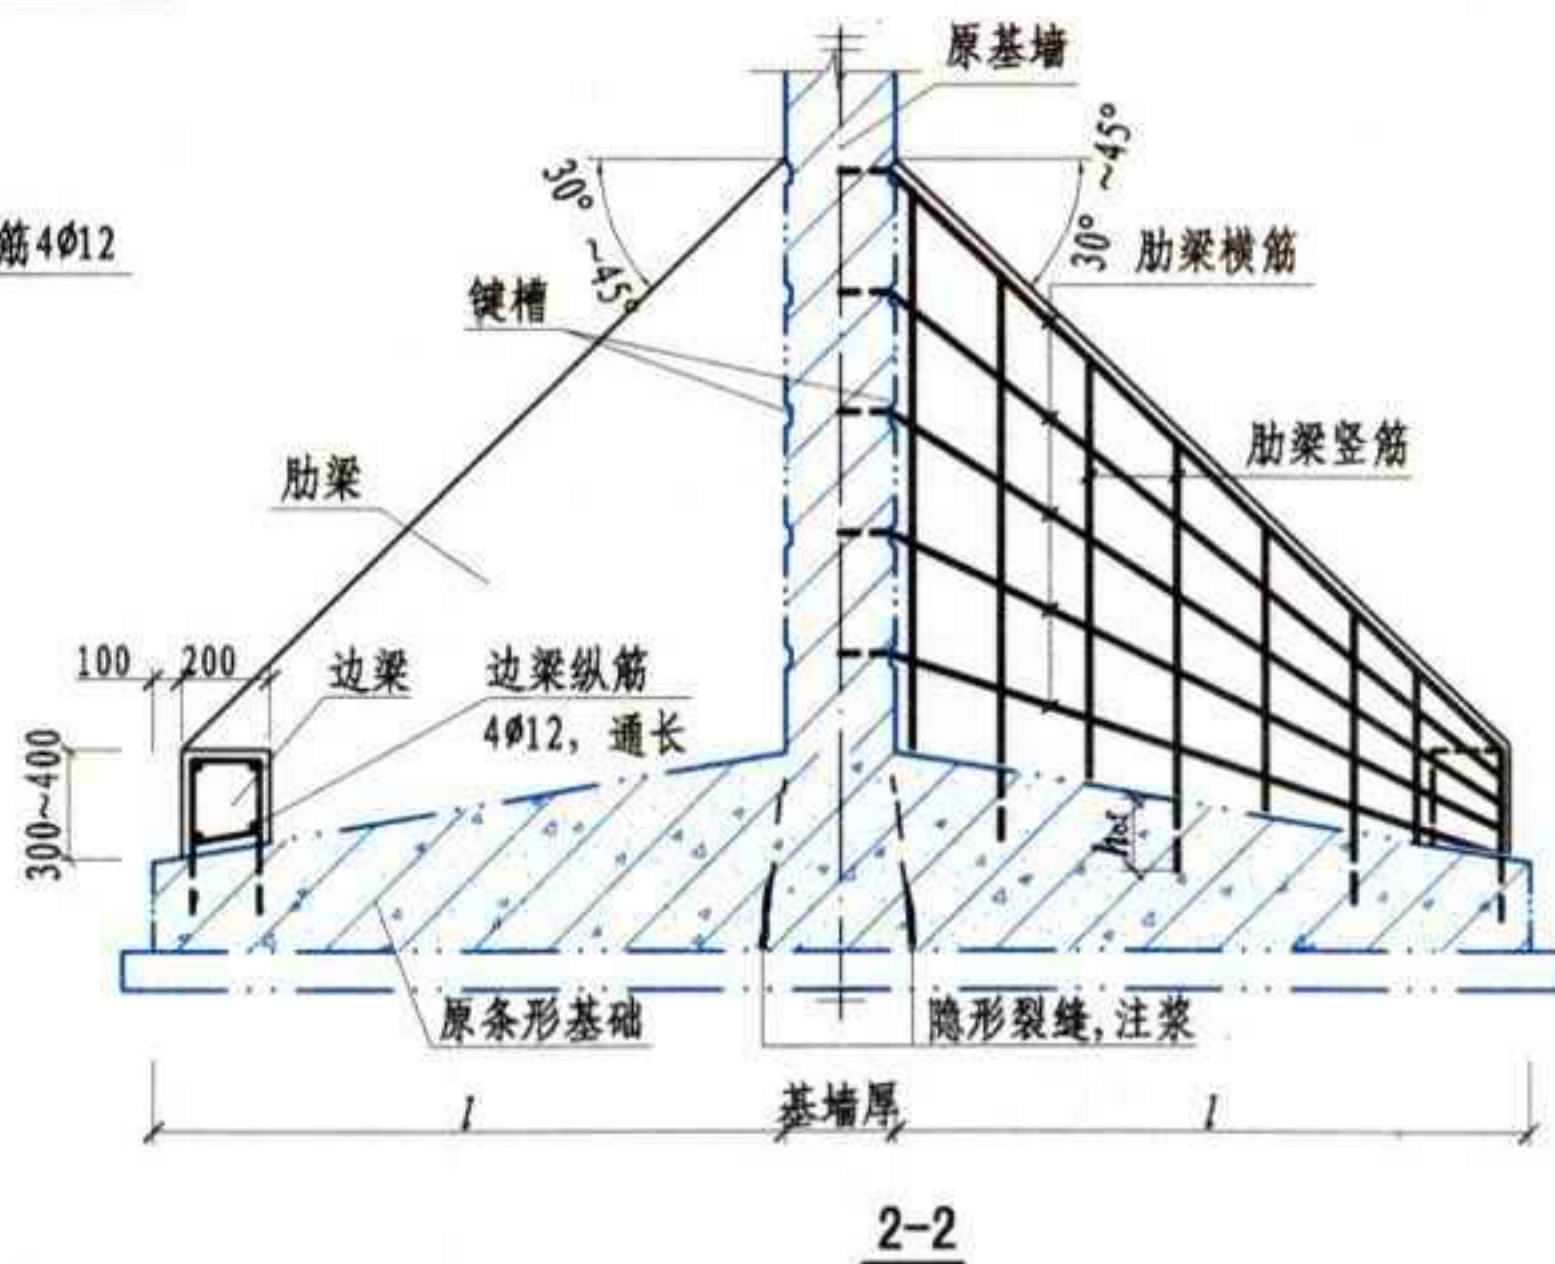 原基墙
30° ~45°
30° ~45°
筋4Ø12
肋梁横筋
键槽
肋梁竖筋
肋梁
100
200
边梁
边梁纵筋
4Ø12, 通长
300~400
原条形基础
隐形裂缝,注浆
l
基墙厚
l
2-2